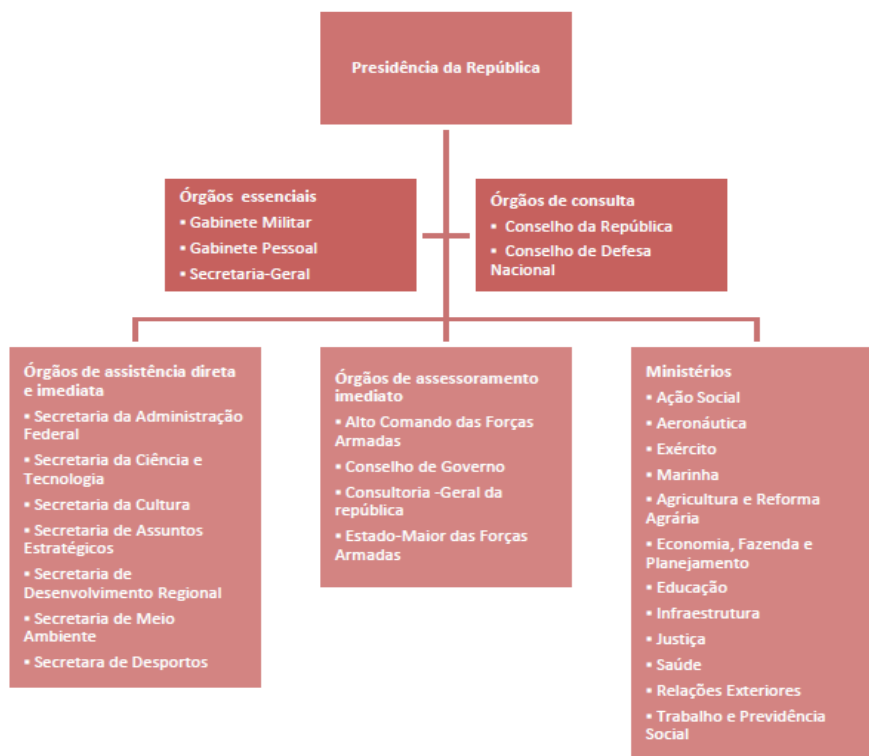 Presidência da República
Órgãos essenciais
▪ Gabinete Militar
▪ Gabinete Pessoal
▪ Secretaria-Geral
Órgãos de consulta
▪ Conselho da República
▪ Conselho de Defesa
Nacional
Órgãos de assistência direta
e imediata
▪ Secretaria da Administração
Federal
▪ Secretaria da Ciência e
Tecnologia
▪ Secretaria da Cultura
▪ Secretaria de Assuntos
Estratégicos
▪ Secretaria de
Desenvolvimento Regional
▪ Secretaria de Meio
Ambiente
▪ Secretara de Desportos
Órgãos de assessoramento
imediato
▪ Alto Comando das Forças
Armadas
▪ Conselho de Governo
▪ Consultoria -Geral da
república
▪ Estado-Maior das Forças
Armadas
Ministérios
▪ Ação Social
▪ Aeronáutica
▪ Exército
▪ Marinha
▪ Agricultura e Reforma
Agrária
▪ Economia, Fazenda e
Planejamento
▪ Educação
▪ Infraestrutura
▪ Justiça
▪ Saúde
▪ Relações Exteriores
▪ Trabalho e Previdência
Social